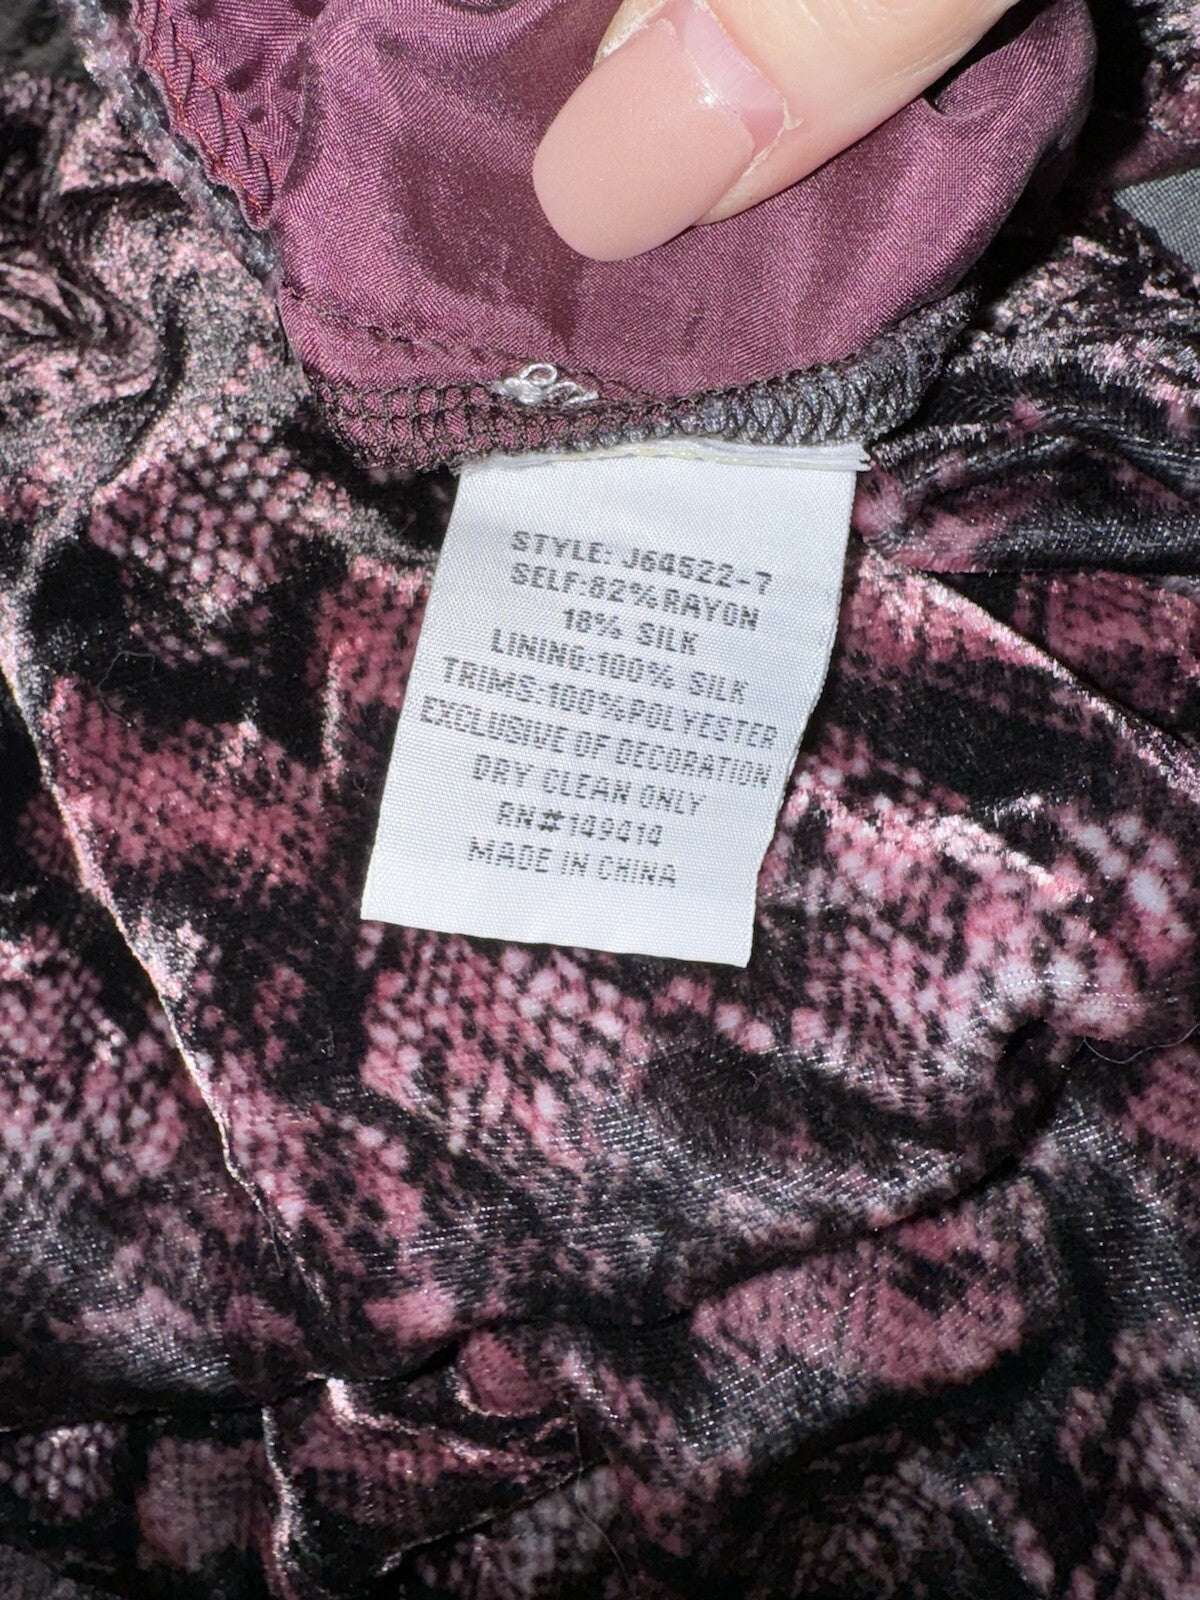 STYLE: J64522-7
SELF:82%RAYON
18% SILK
LINING:100% SILK
TRIMS:100%POLYESTER
EXCLUSIVE OF DECORATION
DRY CLEAN ONLY
RN#149414
MADE IN CHINA